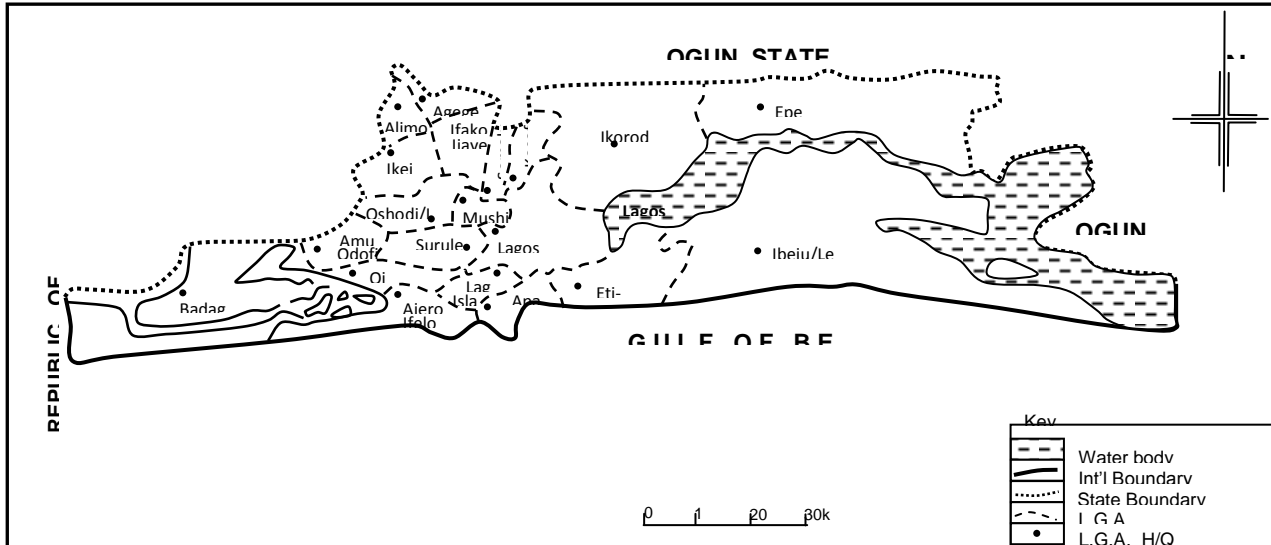 OGUN STATE
Agege
Alimo
Ifako
Ijaye
Epe
Ikorod
Ikei
Oshodi/I
Mushi
Lagos
OGUN
Amu
Odofi
Surule
Lagos
Ibeju/Le
Oj
Lag
Isla
Apa
Eti-
Badag
Ajero
Ifelo
REPUBLIC OF
GULF OF BE
Key
Water body
Int'l Boundary
State Boundary
L.G.A
L.G.A. H/Q
0 1 20 30k